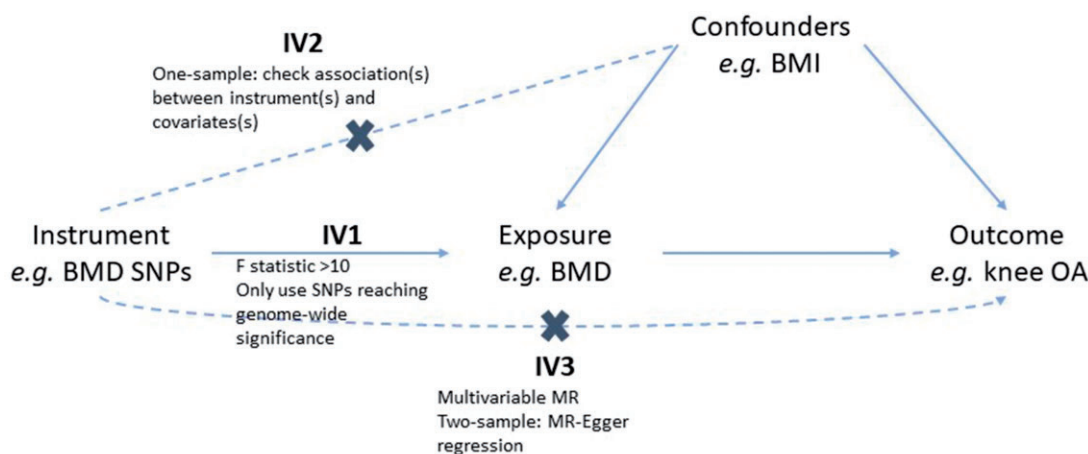 Confounders
e.g. BMI
IV2
One-sample: check association(s)
between instrument(s) and
covariates(s)
Instrument
e.g. BMD SNPs
IV1
F statistic >10
Only use SNPs reaching
genome-wide
significance
Exposure
e.g. BMD
Outcome
e.g. knee OA
IV3
Multivariable MR
Two-sample: MR-Egger
regression